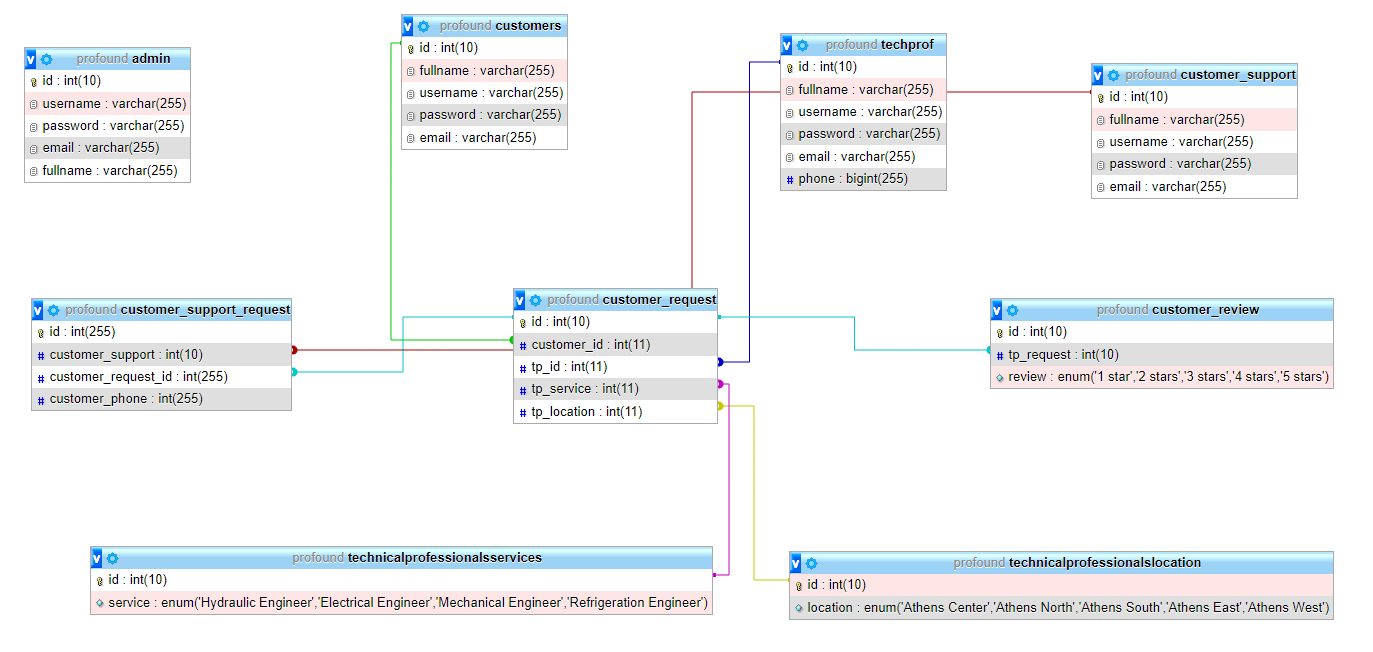 profound admin
id : int(10)
username : varchar(255)
password : varchar(255)
email : varchar(255)
fullname : varchar(255)
profound customers
id : int(10)
fullname : varchar(255)
username : varchar(255)
password : varchar(255)
email : varchar(255)
profound techprof
id : int(10)
fullname : varchar(255)
username : varchar(255)
password : varchar(255)
email : varchar(255)
# phone : bigint(255)
profound customer_support
id : int(10)
fullname : varchar(255)
username : varchar(255)
password : varchar(255)
email : varchar(255)
profound customer_support_request
id : int(255)
# customer_support : int(10)
# customer_request_id : int(255)
# customer_phone : int(255)
profound customer_request
id : int(10)
# customer_id : int(11)
# tp_id : int(11)
# tp_service : int(11)
# tp_location : int(11)
profound customer_review
id : int(10)
# tp_request : int(10)
review : enum('1 star','2 stars','3 stars','4 stars','5 stars')
profound technicalprofessionalsservices
id : int(10)
service : enum('Hydraulic Engineer','Electrical Engineer','Mechanical Engineer','Refrigeration Engineer')
profound technicalprofessionalslocation
id : int(10)
location : enum('Athens Center','Athens North','Athens South','Athens East','Athens West')